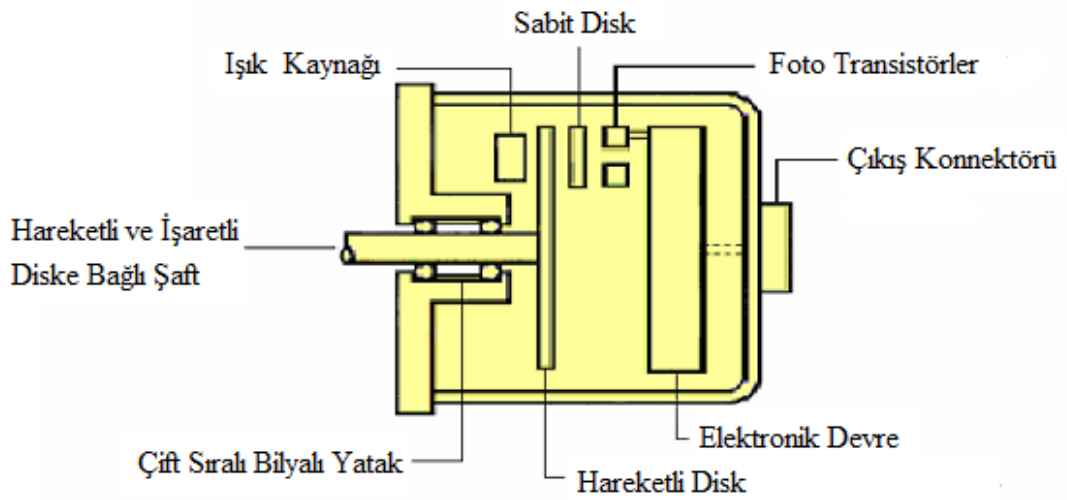 Sabit Disk
Işık Kaynağı
Foto Transistörler
Çıkış Konnektörü
Hareketli ve İşaretli
Diske Bağlı Şaft
Elektronik Devre
Çift Sıralı Bilyalı Yatak
Hareketli Disk